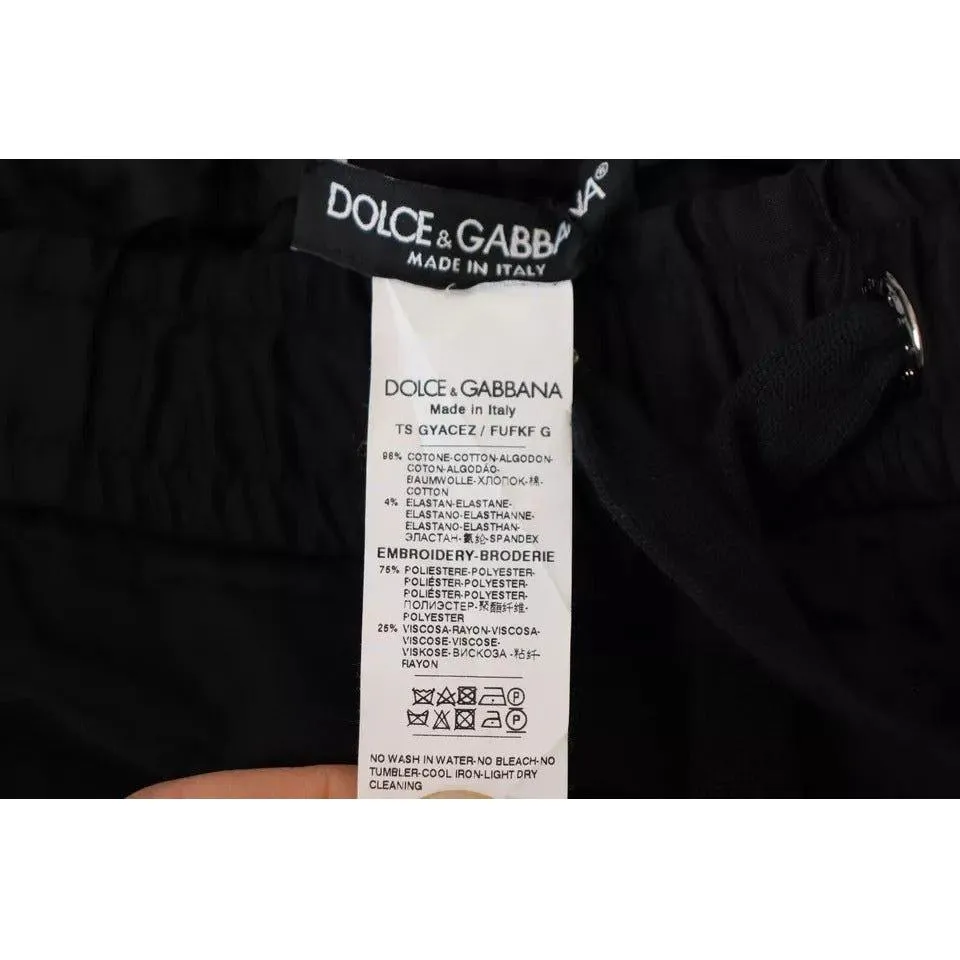 DOLCE & GABBANA®
MADE IN ITALY
DOLCE & GABBANA
Made in Italy
TS GYACEZ / FUFKF G
96% COTONE-COTTON-ALGODON-
COTON-ALGODÃO-
BAUMWOLLE-ХЛОПОК-棉-
COTTON
4% ELASTAN-ELASTANE-
ELASTANO-ELASTHANNE-
ELASTANO-ELASTHAN-
ЭЛАСТАН-氨纶-SPANDEX
EMBROIDERY-BRODERIE
75% POLIESTERE-POLYESTER-
POLIÉSTER-POLYESTER-
POLIÉSTER-POLYESTER-
ПОЛИЭСТЕР-聚酯纤维-
POLYESTER
25% VISCOSA-RAYON-VISCOSA-
VISCOSE-VISCOSE-
VISKOSE-ВИСКОЗА-粘纤-
RAYON
NO WASH IN WATER-NO BLEACH-NO
TUMBLER-COOL IRON-LIGHT DRY
CLEANING